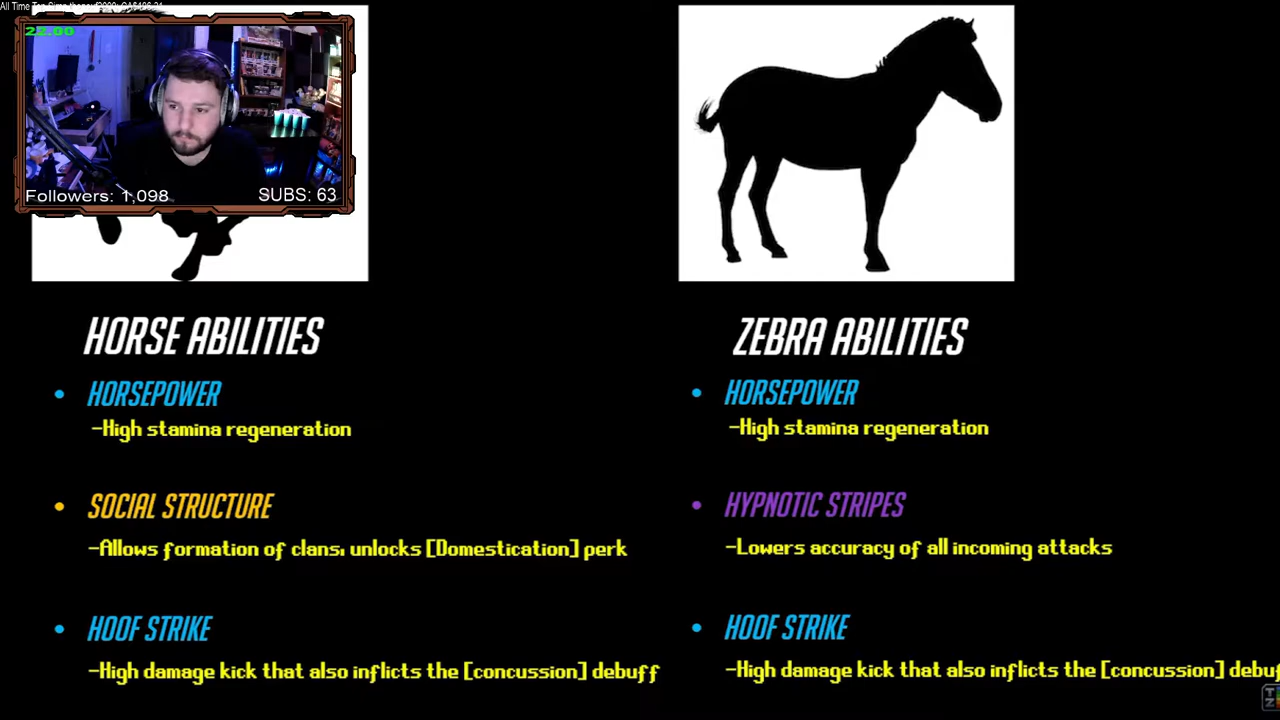 22.00
Followers: 1,098
SUBS: 63
HORSE ABILITIES
• HORSEPOWER
-High stamina regeneration
• SOCIAL STRUCTURE
-Allows formation of clans, unlocks [Domestication] perk
• HOOF STRIKE
-High damage kick that also inflicts the [concussion] debuff
ZEBRA ABILITIES
• HORSEPOWER
-High stamina regeneration
• HYPNOTIC STRIPES
-Lowers accuracy of all incoming attacks
• HOOF STRIKE
-High damage kick that also inflicts the [concussion]